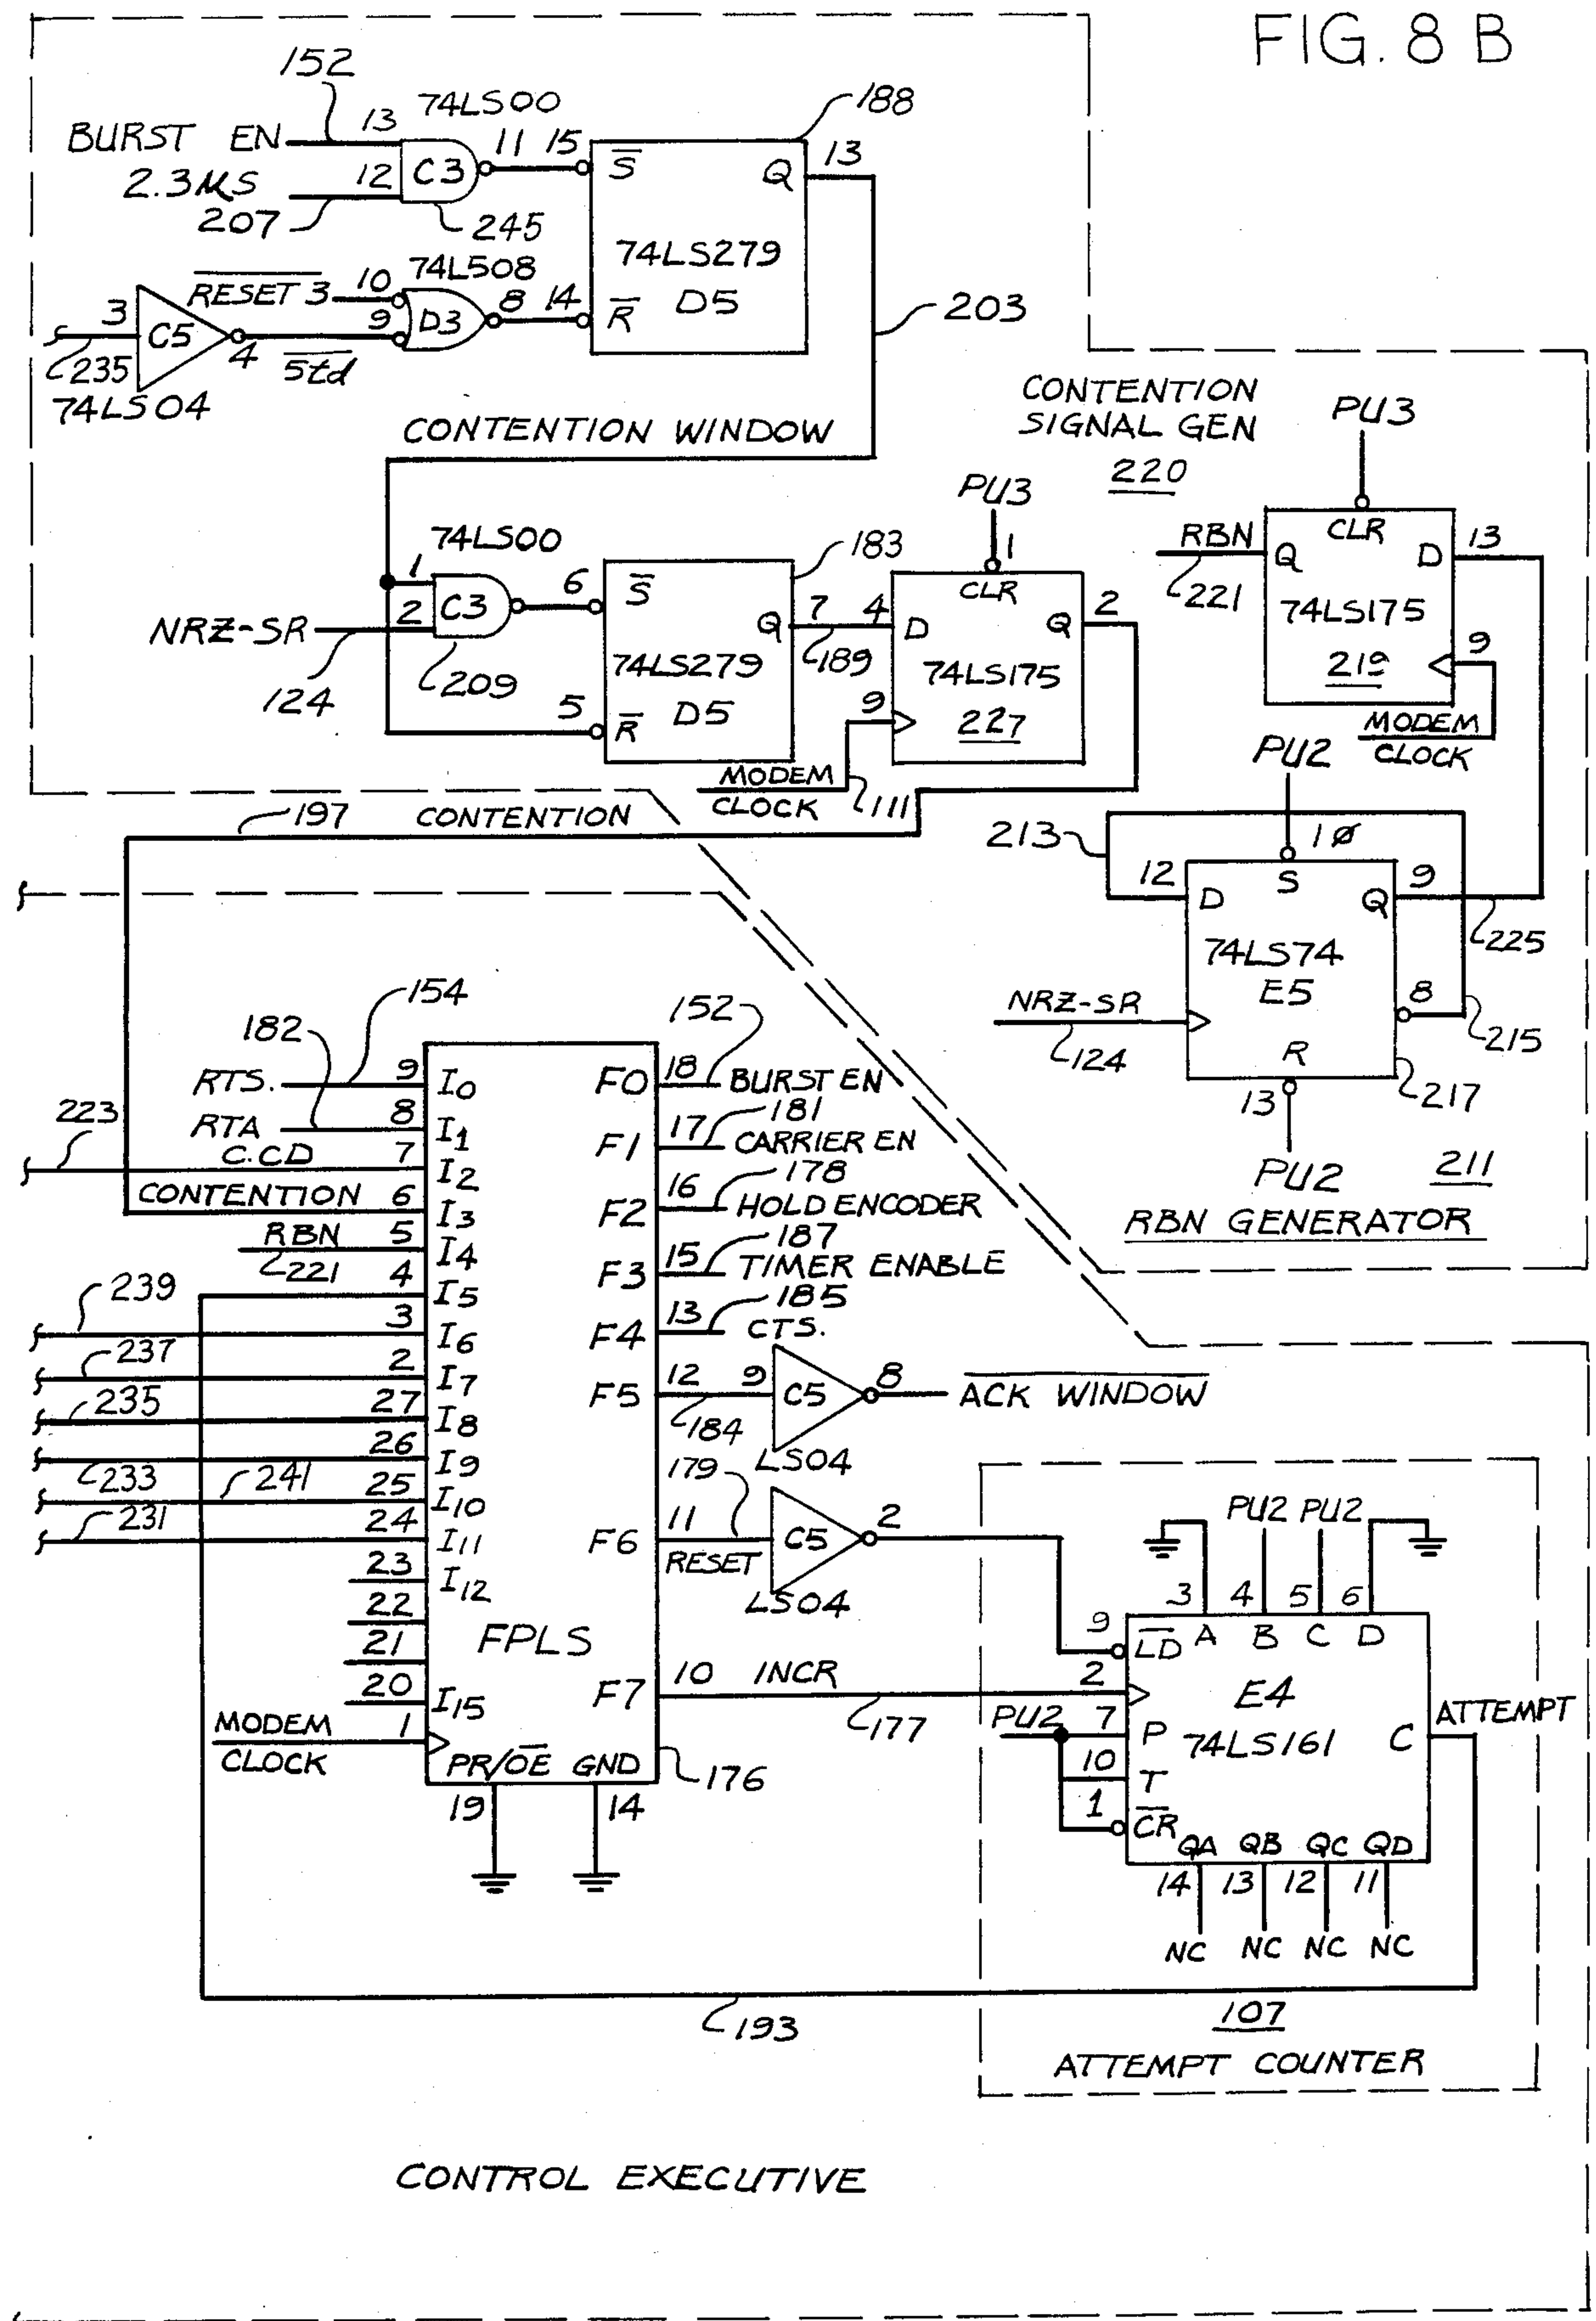 FIG. 8 B
152
BURST EN
13
74LS00
2.3 µS
12
C3
11
15
207
245
188
S̅
Q
13
74LS279
D5
R̅
203
R̅E̅S̅E̅T̅ 3̅
10
74LS08
9
D3
8
14
3
C5
4
5̅t̅d̅
235
74LS04
CONTENTION WINDOW
CONTENTION
SIGNAL GEN
220
PU3
CLR
RBN
Q
D
13
221
74LS175
219
9
MODEM
CLOCK
74LS00
1
2
C3
6
NRZ-SR
124
209
5
S̅
Q
74LS279
D5
R̅
183
7
4
189
PU3
1
CLR
D
Q
2
74LS175
227
9
MODEM
CLOCK
111
197
CONTENTION
PU2
213
1Ø
12
D
S
Q
9
225
74LS74
E5
8
215
NRZ-SR
124
R
217
13
PU2
211
RBN GENERATOR
154
182
RTS.
9
I0
223
RTA
8
I1
C.CD
7
I2
CONTENTION
6
I3
RBN
5
I4
221
4
I5
239
3
I6
237
2
I7
235
27
I8
26
I9
233
241
25
I10
231
24
I11
23
I12
22
21
20
I15
MODEM
CLOCK
1
FPLS
PR/O̅E̅
GND
19
14
176
152
F0
18
BURST EN
181
F1
17
CARRIER EN
178
F2
16
HOLD ENCODER
187
F3
15
TIMER ENABLE
185
F4
13
CTS.
F5
12
9
C5
8
A̅C̅K̅ W̅I̅N̅D̅O̅W̅
184
LS04
179
F6
11
C5
2
RESET
LS04
F7
10
INCR
177
PU2
PU2
3
4
5
6
9
L̅D̅
A
B
C
D
2
E4
PU2
7
P
74LS161
C
ATTEMPT
10
T
1
C̅R̅
QA
QB
QC
QD
14
13
12
11
NC
NC
NC
NC
193
107
ATTEMPT COUNTER
CONTROL EXECUTIVE